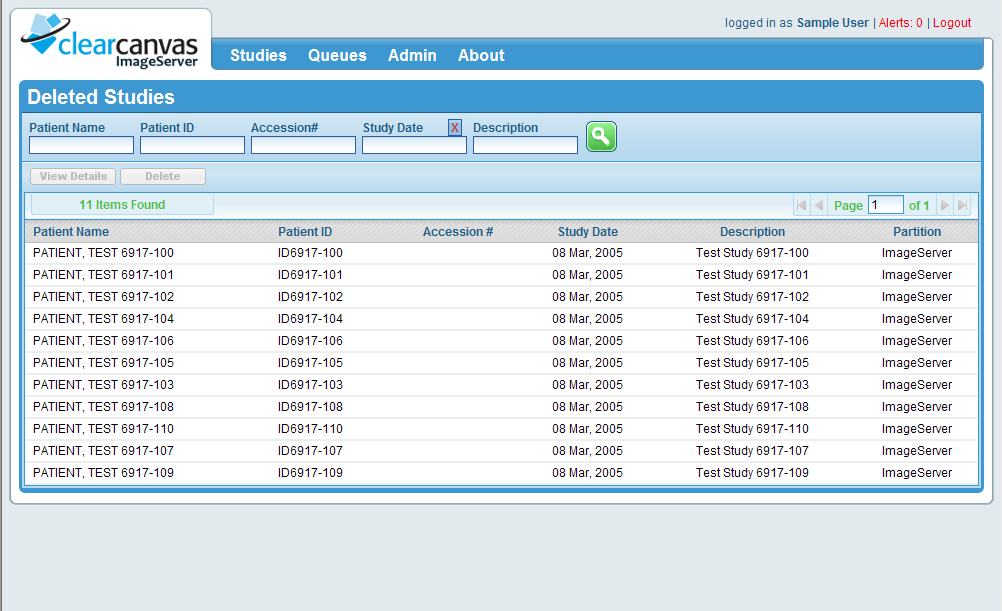 clearcanvas
ImageServer
logged in as Sample User | Alerts: 0 | Logout
Studies Queues Admin About
Deleted Studies
Patient Name Patient ID Accession# Study Date X Description
View Details Delete
11 Items Found Page 1 of 1
Patient Name Patient ID Accession # Study Date Description Partition
PATIENT, TEST 6917-100 ID6917-100 08 Mar, 2005 Test Study 6917-100 ImageServer
PATIENT, TEST 6917-101 ID6917-101 08 Mar, 2005 Test Study 6917-101 ImageServer
PATIENT, TEST 6917-102 ID6917-102 08 Mar, 2005 Test Study 6917-102 ImageServer
PATIENT, TEST 6917-104 ID6917-104 08 Mar, 2005 Test Study 6917-104 ImageServer
PATIENT, TEST 6917-106 ID6917-106 08 Mar, 2005 Test Study 6917-106 ImageServer
PATIENT, TEST 6917-105 ID6917-105 08 Mar, 2005 Test Study 6917-105 ImageServer
PATIENT, TEST 6917-103 ID6917-103 08 Mar, 2005 Test Study 6917-103 ImageServer
PATIENT, TEST 6917-108 ID6917-108 08 Mar, 2005 Test Study 6917-108 ImageServer
PATIENT, TEST 6917-110 ID6917-110 08 Mar, 2005 Test Study 6917-110 ImageServer
PATIENT, TEST 6917-107 ID6917-107 08 Mar, 2005 Test Study 6917-107 ImageServer
PATIENT, TEST 6917-109 ID6917-109 08 Mar, 2005 Test Study 6917-109 ImageServer